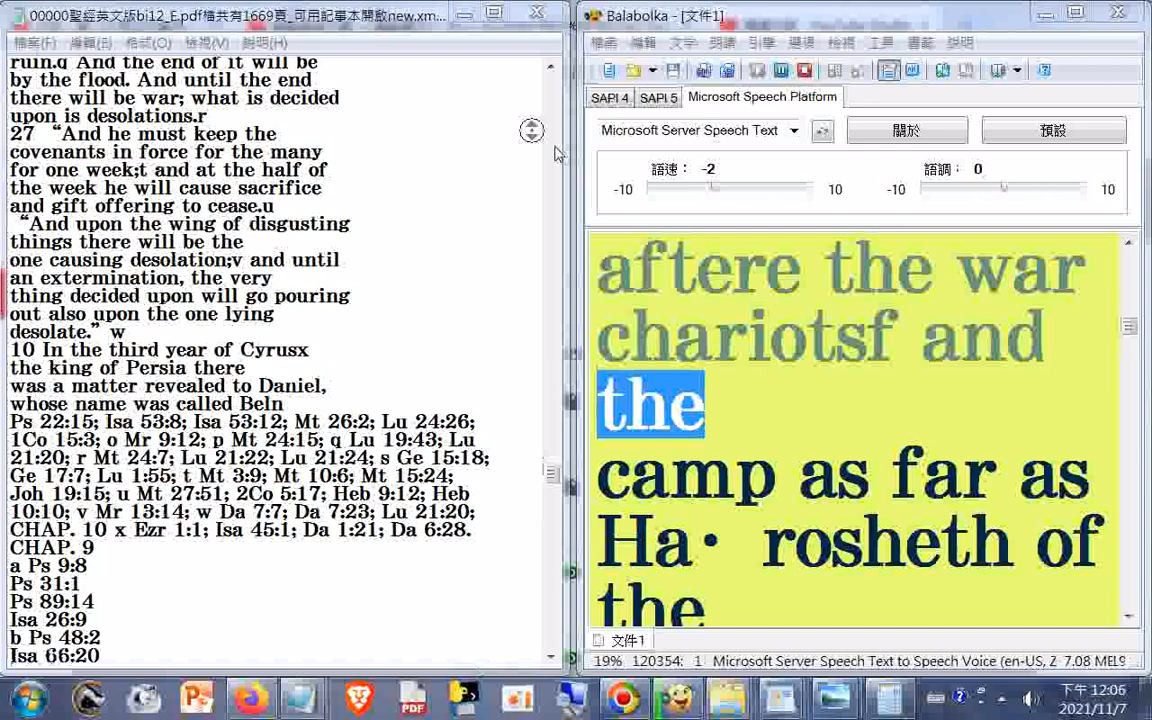 00000聖經英文版bi12_E.pdf檔共有1669頁_可用記事本開啟new.xm...
檔案(F) 編輯(E) 格式(O) 檢視(V) 說明(H)
ruin.q And the end of it will be
by the flood. And until the end
there will be war; what is decided
upon is desolations.r
27 “And he must keep the
covenants in force for the many
for one week;t and at the half of
the week he will cause sacrifice
and gift offering to cease.u
“And upon the wing of disgusting
things there will be the
one causing desolation;v and until
an extermination, the very
thing decided upon will go pouring
out also upon the one lying
desolate.” w
10 In the third year of Cyrusx
the king of Persia there
was a matter revealed to Daniel,
whose name was called Beln
Ps 22:15; Isa 53:8; Isa 53:12; Mt 26:2; Lu 24:26;
1Co 15:3; o Mr 9:12; p Mt 24:15; q Lu 19:43; Lu
21:20; r Mt 24:7; Lu 21:22; Lu 21:24; s Ge 15:18;
Ge 17:7; Lu 1:55; t Mt 3:9; Mt 10:6; Mt 15:24;
Joh 19:15; u Mt 27:51; 2Co 5:17; Heb 9:12; Heb
10:10; v Mr 13:14; w Da 7:7; Da 7:23; Lu 21:20;
CHAP. 10 x Ezr 1:1; Isa 45:1; Da 1:21; Da 6:28.
CHAP. 9
a Ps 9:8
Ps 31:1
Ps 89:14
Isa 26:9
b Ps 48:2
Isa 66:20
Balabolka - [文件1]
檔案 編輯 文字 朗讀 引擎 選項 檢視 工具 書籤 說明
SAPI 4 SAPI 5 Microsoft Speech Platform
Microsoft Server Speech Text 關於 預設
語速： -2 語調： 0
-10 10 -10 10
aftere the war
chariotsf and
the
camp as far as
Ha· rosheth of
the
文件1
19% 120354: 1 Microsoft Server Speech Text to Speech Voice (en-US, Z 7.08 МБ
PDF
下午 12:06
2021/11/7